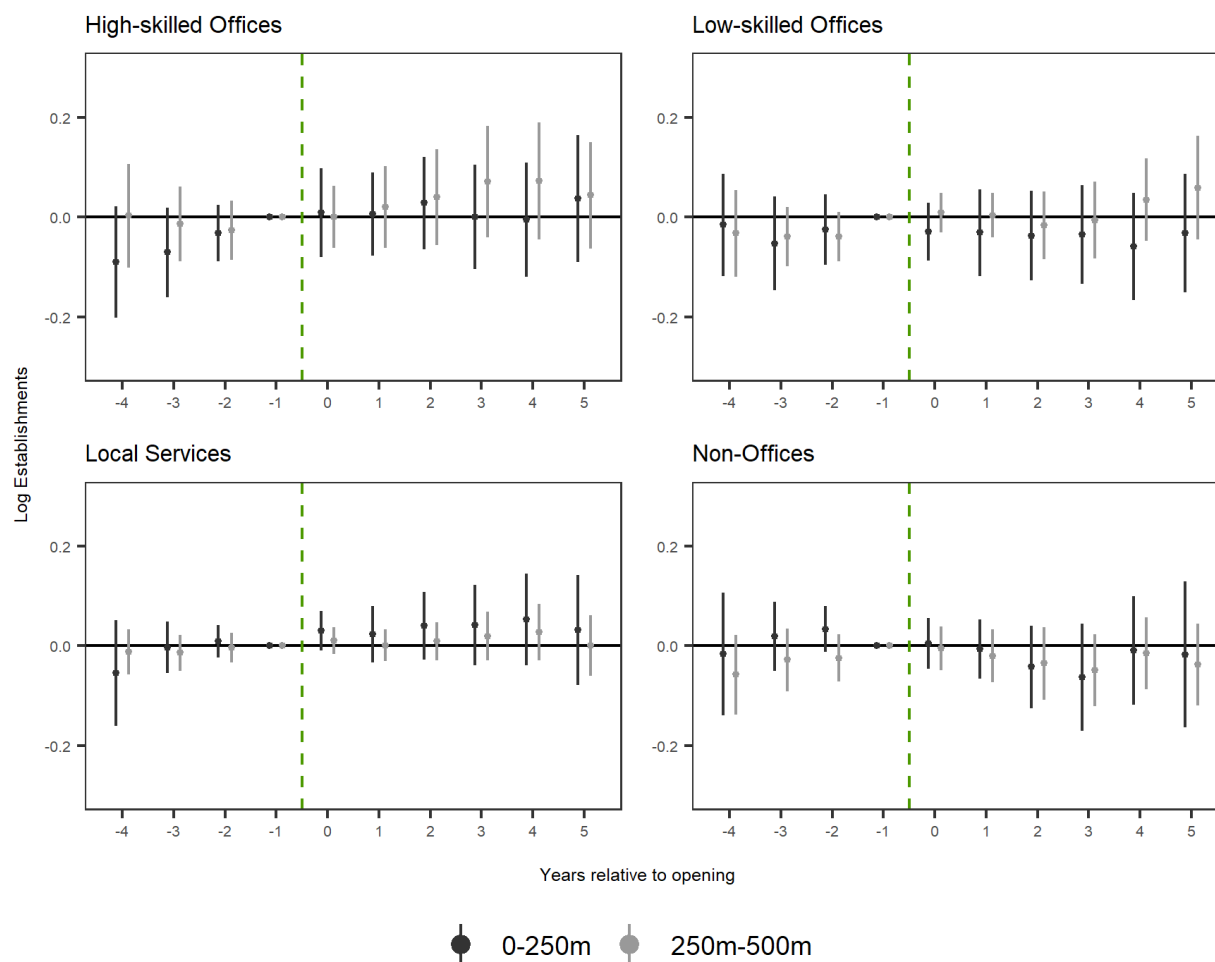 High-skilled Offices
Low-skilled Offices
0.2
0.0
-0.2
-4 -3 -2 -1 0 1 2 3 4 5
0.2
0.0
-0.2
-4 -3 -2 -1 0 1 2 3 4 5
Log Establishments
Local Services
Non-Offices
0.2
0.0
-0.2
-4 -3 -2 -1 0 1 2 3 4 5
0.2
0.0
-0.2
-4 -3 -2 -1 0 1 2 3 4 5
Years relative to opening
0-250m 250m-500m